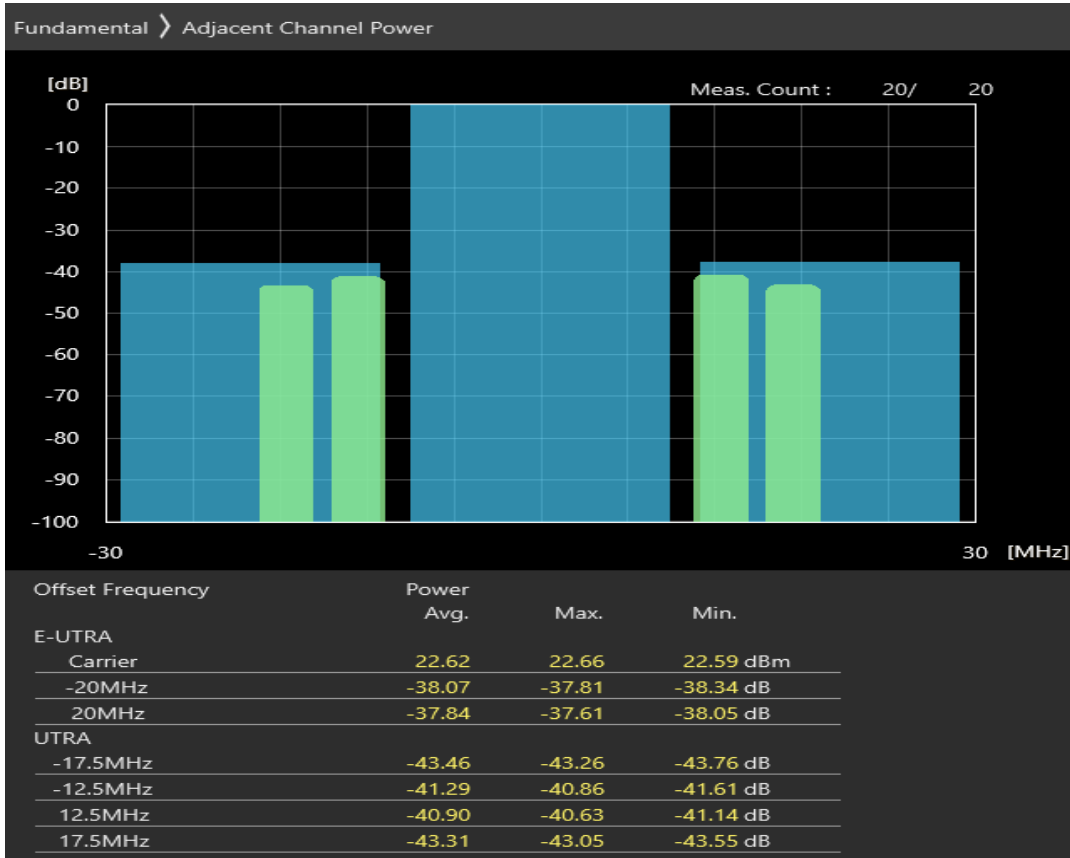 Fundamental 〉 Adjacent Channel Power
[dB]
Meas. Count : 20/ 20
0
-10
-20
-30
-40
-50
-60
-70
-80
-90
-100
-30 30 [MHz]
Offset Frequency Power
Avg. Max. Min.
E-UTRA
Carrier 22.62 22.66 22.59 dBm
-20MHz -38.07 -37.81 -38.34 dB
20MHz -37.84 -37.61 -38.05 dB
UTRA
-17.5MHz -43.46 -43.26 -43.76 dB
-12.5MHz -41.29 -40.86 -41.61 dB
12.5MHz -40.90 -40.63 -41.14 dB
17.5MHz -43.31 -43.05 -43.55 dB